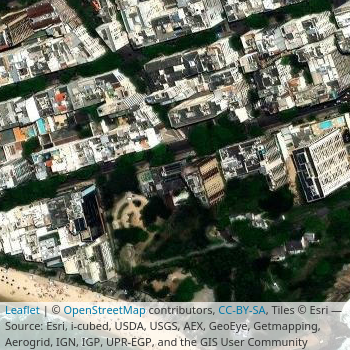 Leaflet | © OpenStreetMap contributors, CC-BY-SA, Tiles © Esri —
Source: Esri, i-cubed, USDA, USGS, AEX, GeoEye, Getmapping,
Aerogrid, IGN, IGP, UPR-EGP, and the GIS User Community